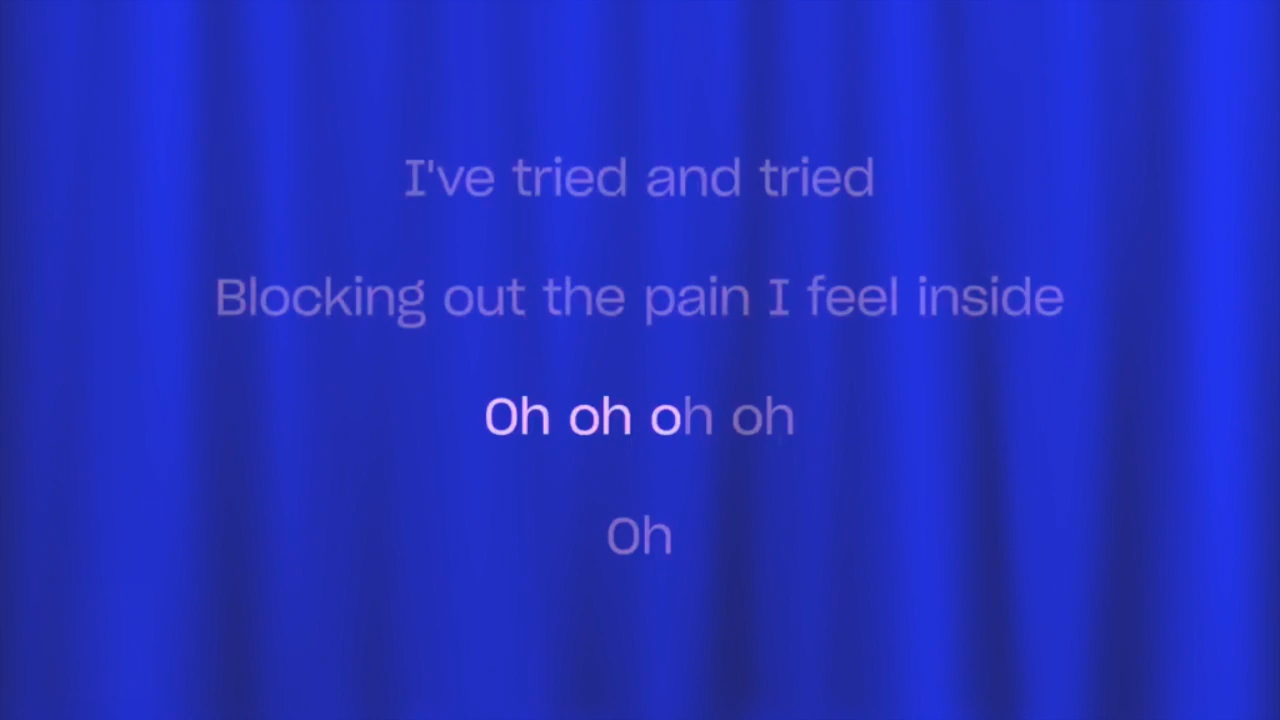 I've tried and tried
Blocking out the pain I feel inside
Oh oh oh oh
Oh